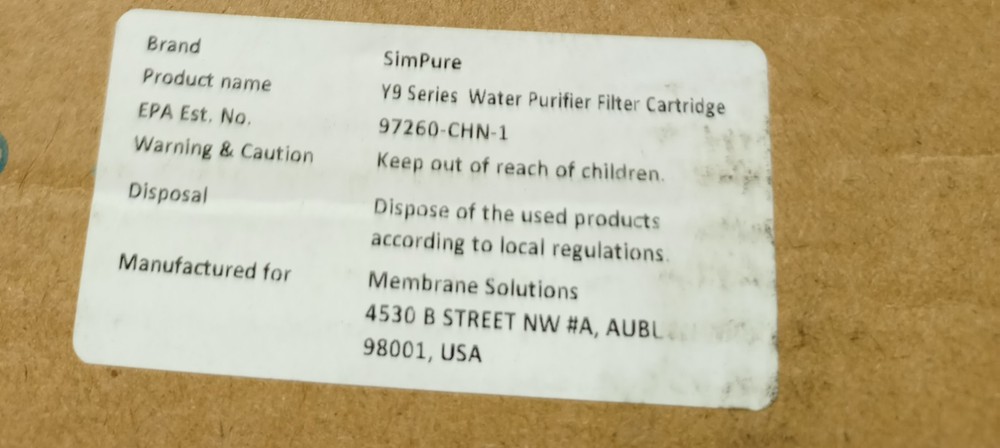 Brand SimPure
Product name Y9 Series Water Purifier Filter Cartridge
EPA Est. No. 97260-CHN-1
Warning & Caution Keep out of reach of children.
Disposal Dispose of the used products
according to local regulations.
Manufactured for Membrane Solutions
4530 B STREET NW #A,
98001, USA